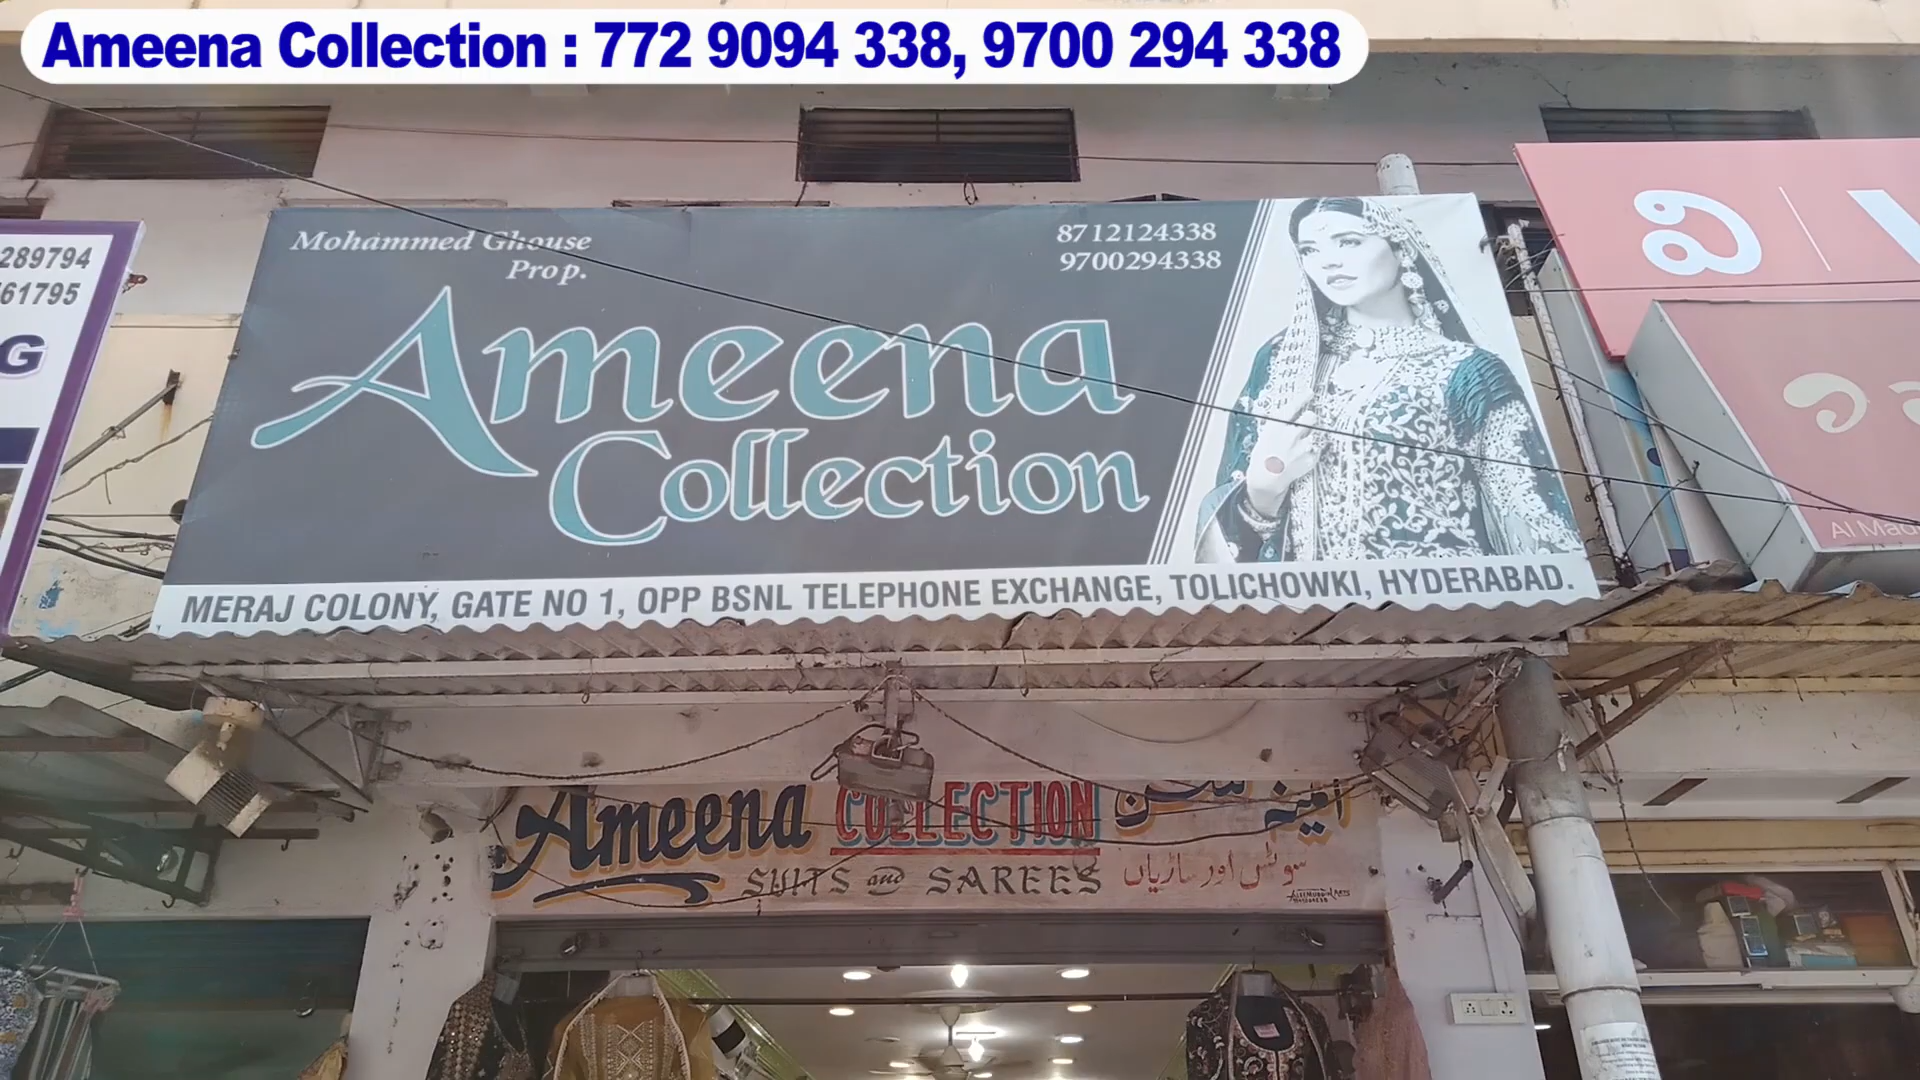 Ameena Collection : 772 9094 338, 9700 294 338
289794
61795
G
Mohammed Ghouse
Prop.
8712124338
9700294338
Ameena
Collection
MERAJ COLONY, GATE NO 1, OPP BSNL TELEPHONE EXCHANGE, TOLICHOWKI, HYDERABAD.
వి | V
Ameena COLLECTION
SUITS and SAREES
سوٹس اور ساڑیاں